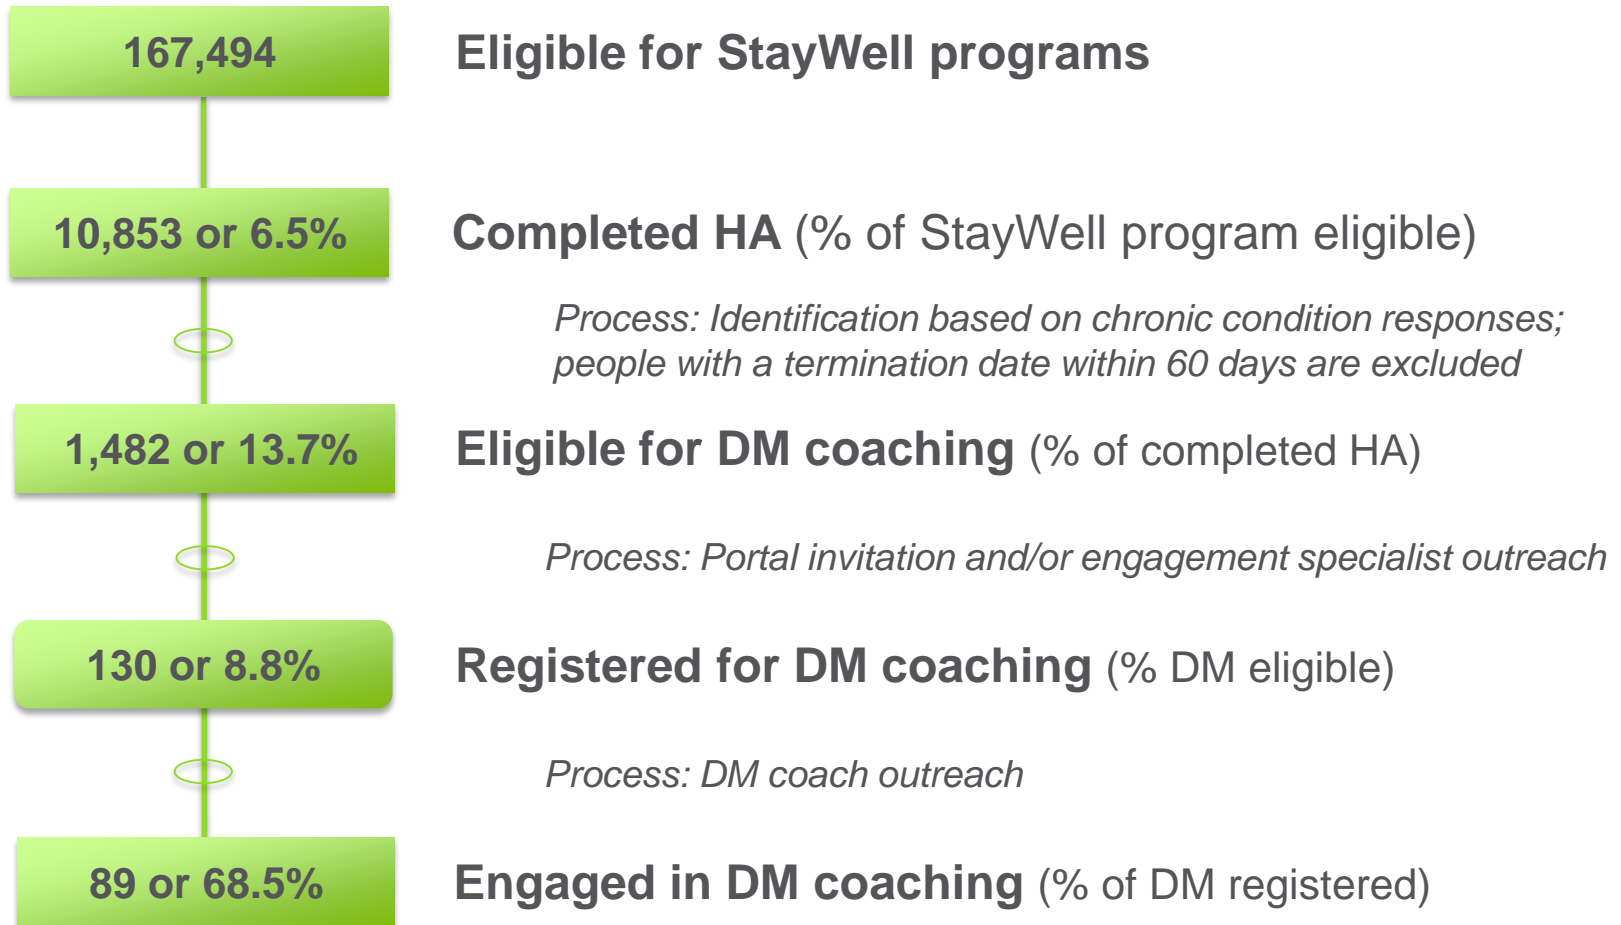 167,494 Eligible for StayWell programs
10,853 or 6.5% Completed HA (% of StayWell program eligible)
Process: Identification based on chronic condition responses;
people with a termination date within 60 days are excluded
1,482 or 13.7% Eligible for DM coaching (% of completed HA)
Process: Portal invitation and/or engagement specialist outreach
130 or 8.8% Registered for DM coaching (% DM eligible)
Process: DM coach outreach
89 or 68.5% Engaged in DM coaching (% of DM registered)